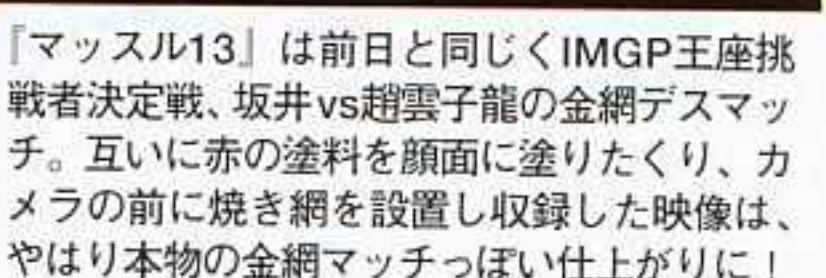 『マッスル13』は前日と同じくIMGP王座挑
戦者決定戦、坂井vs趙雲子龍の金網デスマッ
チ。互いに赤の塗料を顔面に塗りたくり、カ
メラの前に焼き網を設置し収録した映像は、
やはり本物の金網マッチっぽい仕上がりに！